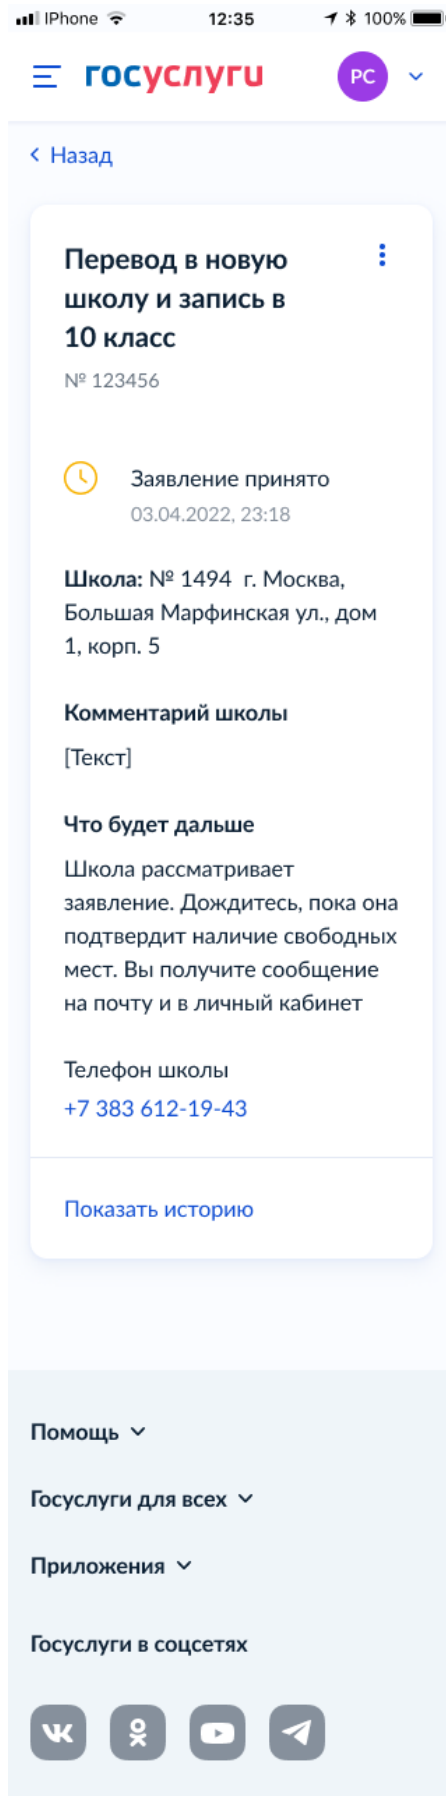 IPhone 12:35 100%
госуслуги РС
Назад
Перевод в новую
школу и запись в
10 класс
№ 123456
Заявление принято
03.04.2022, 23:18
Школа: № 1494 г. Москва,
Большая Марфинская ул., дом
1, корп. 5
Комментарий школы
[Текст]
Что будет дальше
Школа рассматривает
заявление. Дождитесь, пока она
подтвердит наличие свободных
мест. Вы получите сообщение
на почту и в личный кабинет
Телефон школы
+7 383 612-19-43
Показать историю
Помощь
Госуслуги для всех
Приложения
Госуслуги в соцсетях